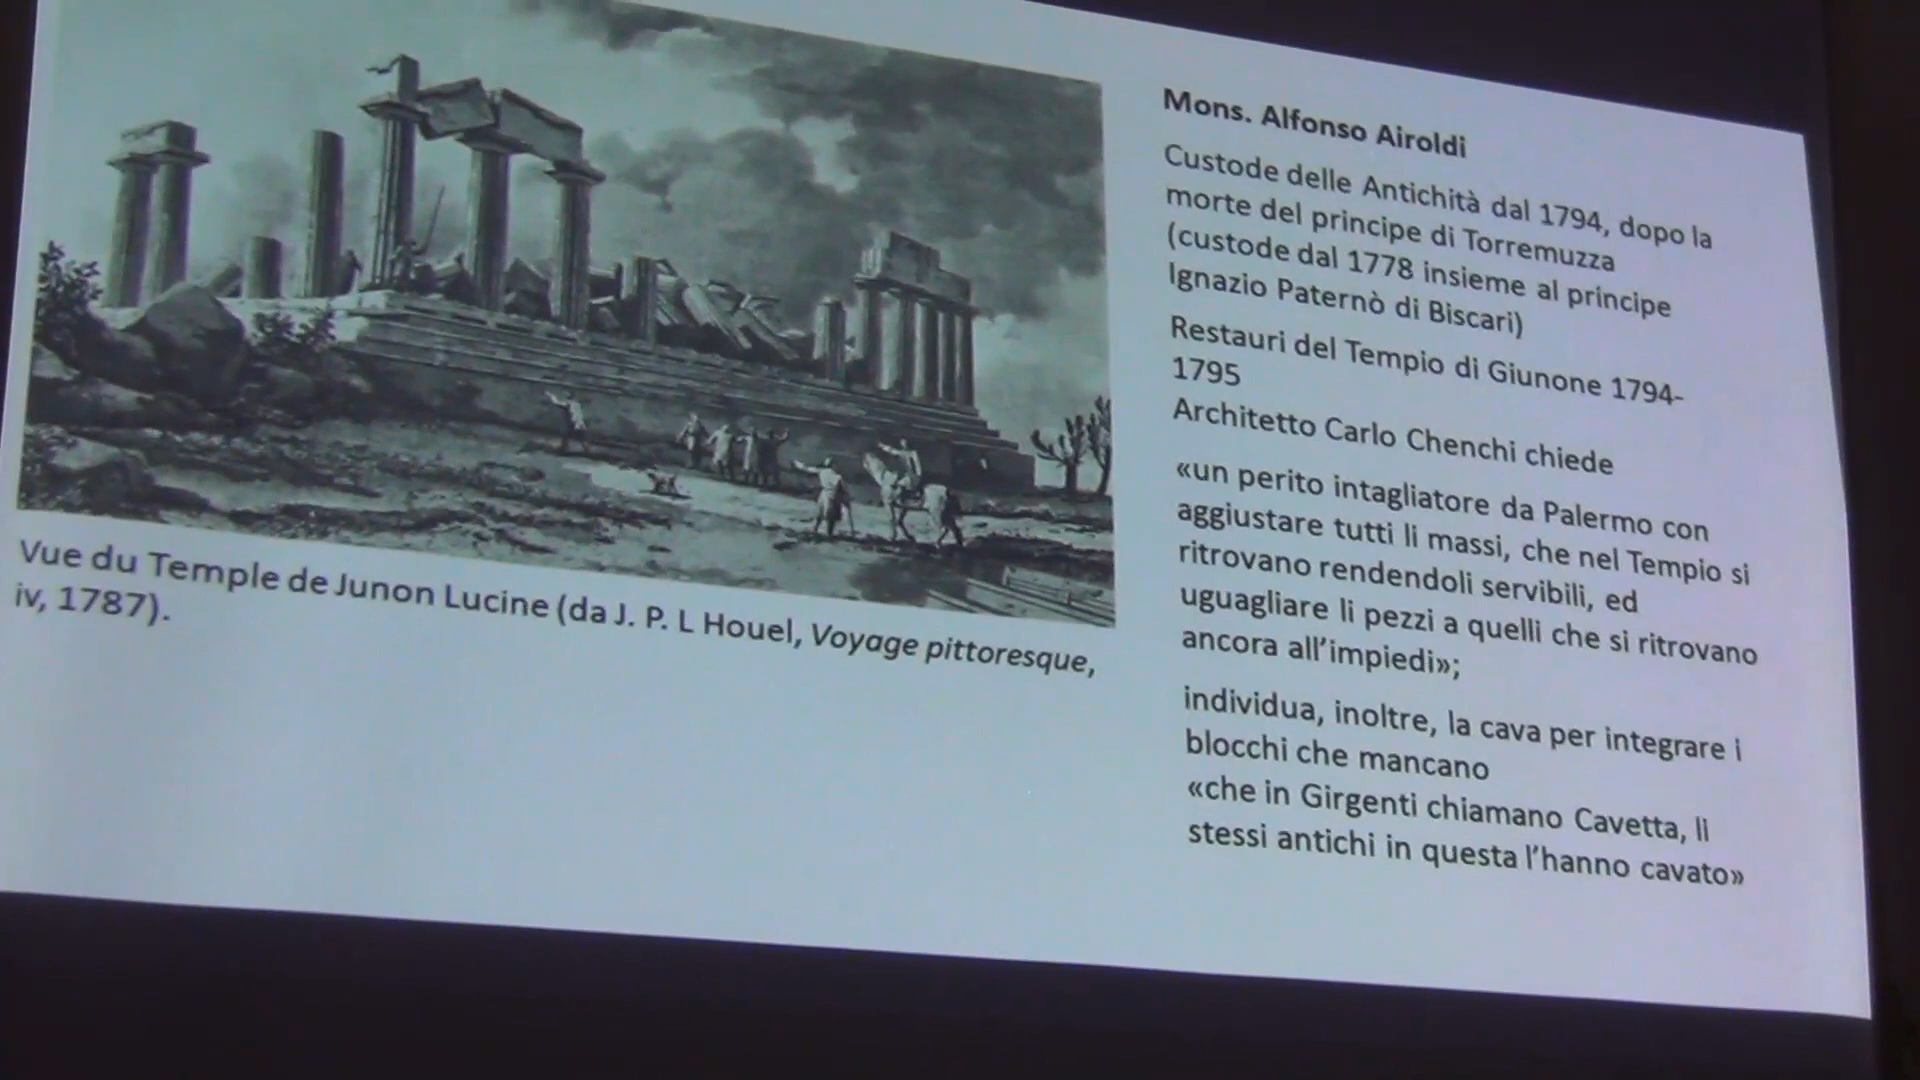 Mons. Alfonso Airoldi
Custode delle Antichità dal 1794, dopo la
morte del principe di Torremuzza
(custode dal 1778 insieme al principe
Ignazio Paternò di Biscari)
Restauri del Tempio di Giunone 1794-
1795
Architetto Carlo Chenchi chiede
«un perito intagliatore da Palermo con
aggiustare tutti li massi, che nel Tempio si
ritrovano rendendoli servibili, ed
uguagliare li pezzi a quelli che si ritrovano
ancora all'impiedi»;
individua, inoltre, la cava per integrare i
blocchi che mancano
«che in Girgenti chiamano Cavetta, li
stessi antichi in questa l'hanno cavato»
Vue du Temple de Junon Lucine (da J. P. L Houel, Voyage pittoresque,
iv, 1787).